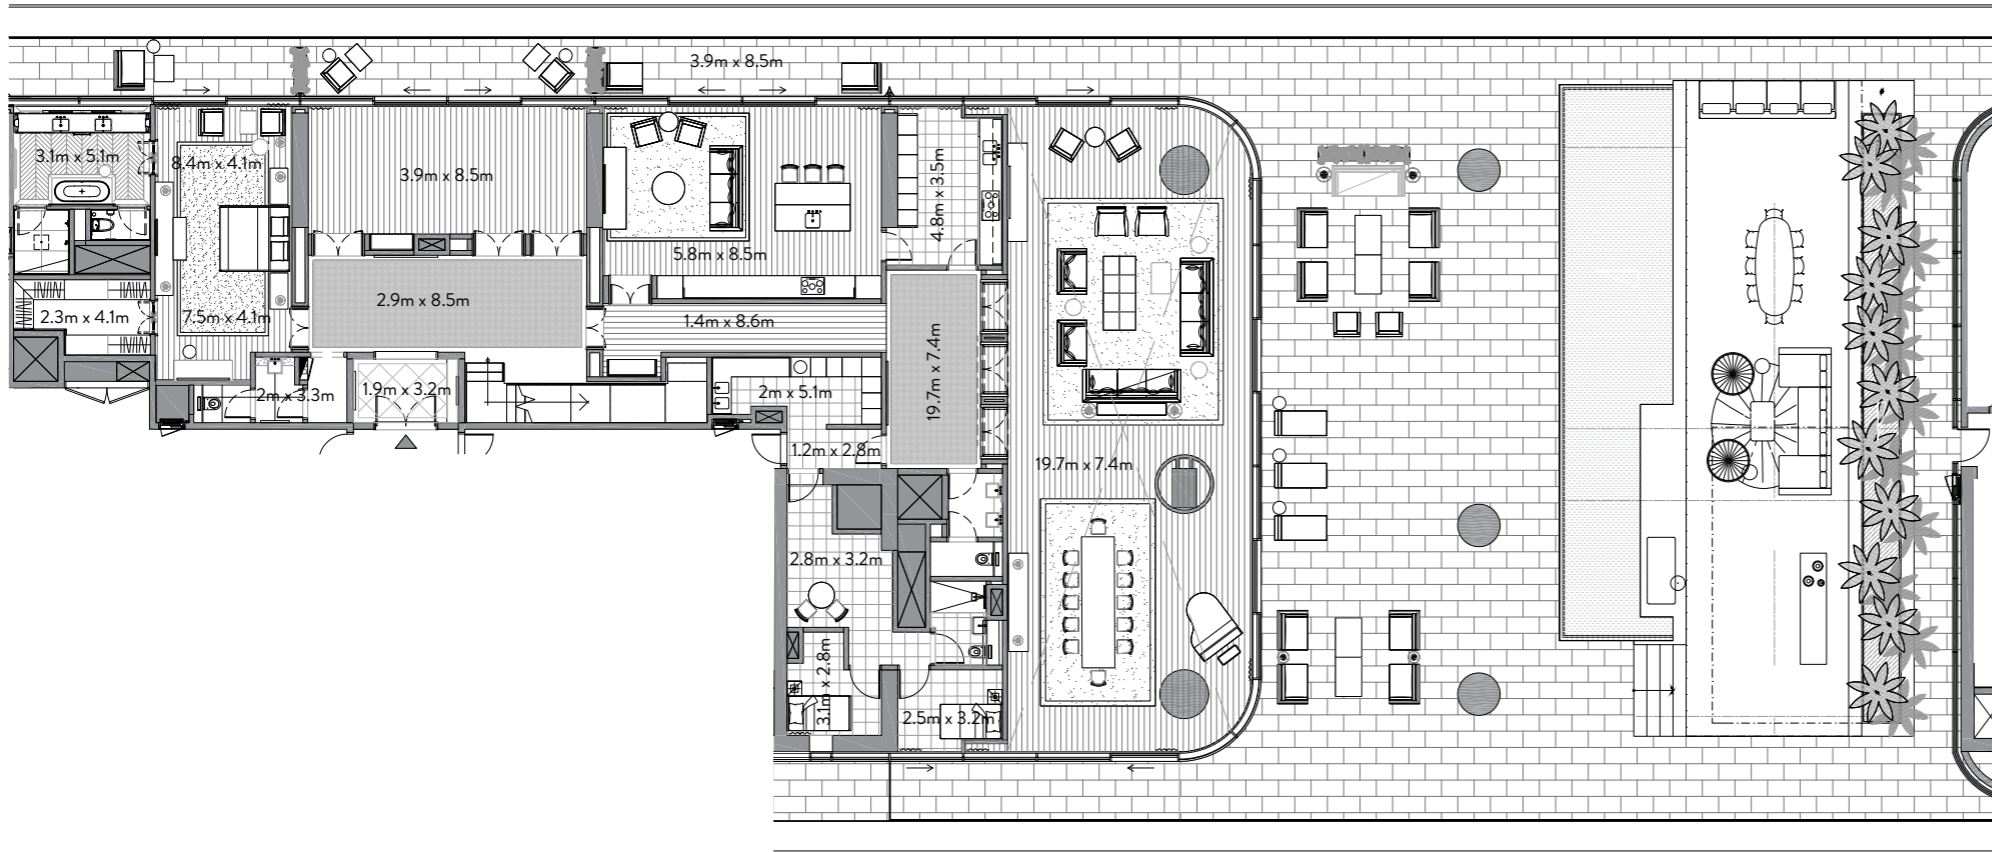 3.9m x 8.5m
3.1m x 5.1m
8.4m x 4.1m
3.9m x 8.5m
4.8m x 3.5m
5.8m x 8.5m
2.9m x 8.5m
2.3m x 4.1m
7.5m x 4.1m
1.4m x 8.6m
19.7m x 7.4m
2m x 3.3m
1.9m x 3.2m
2m x 5.1m
1.2m x 2.8m
19.7m x 7.4m
2.8m x 3.2m
3.1m x 2.8m
2.5m x 3.2m